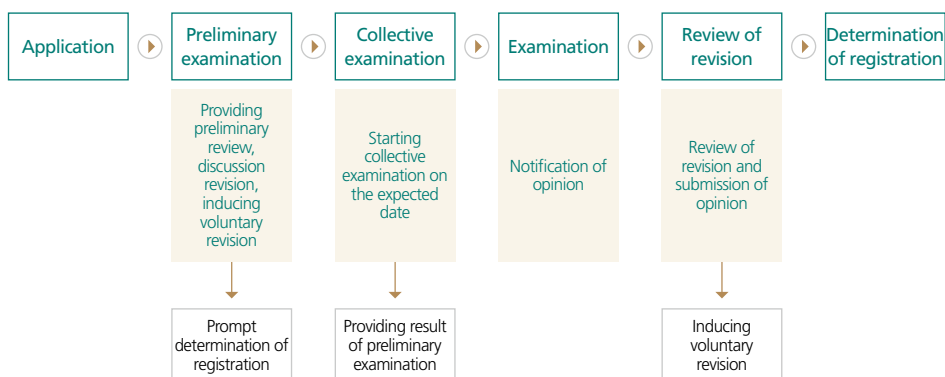 Application
Preliminary
examination
Collective
examination
Examination
Review of
revision
Determination
of registration
Providing
preliminary
review,
discussion
revision,
inducing
voluntary
revision
Starting
collective
examination on
the expected
date
Notification of
opinion
Review of
revision and
submission of
opinion
Prompt
determination of
registration
Providing result
of preliminary
examination
Inducing
voluntary
revision